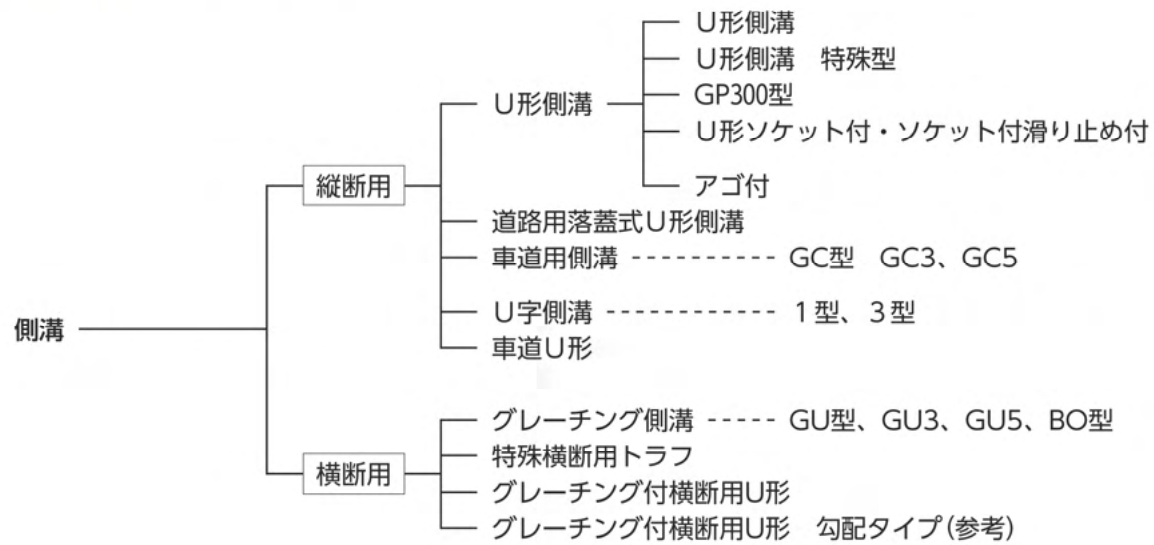 U形側溝
U形側溝　特殊型
GP300型
U形ソケット付・ソケット付滑り止め付
アゴ付
U形側溝
縦断用
道路用落蓋式U形側溝
車道用側溝 ---------- GC型　GC3、GC5
U字側溝 ------------ 1型、3型
車道U形
側溝
グレーチング側溝 ----- GU型、GU3、GU5、BO型
横断用
特殊横断用トラフ
グレーチング付横断用U形
グレーチング付横断用U形　勾配タイプ(参考)